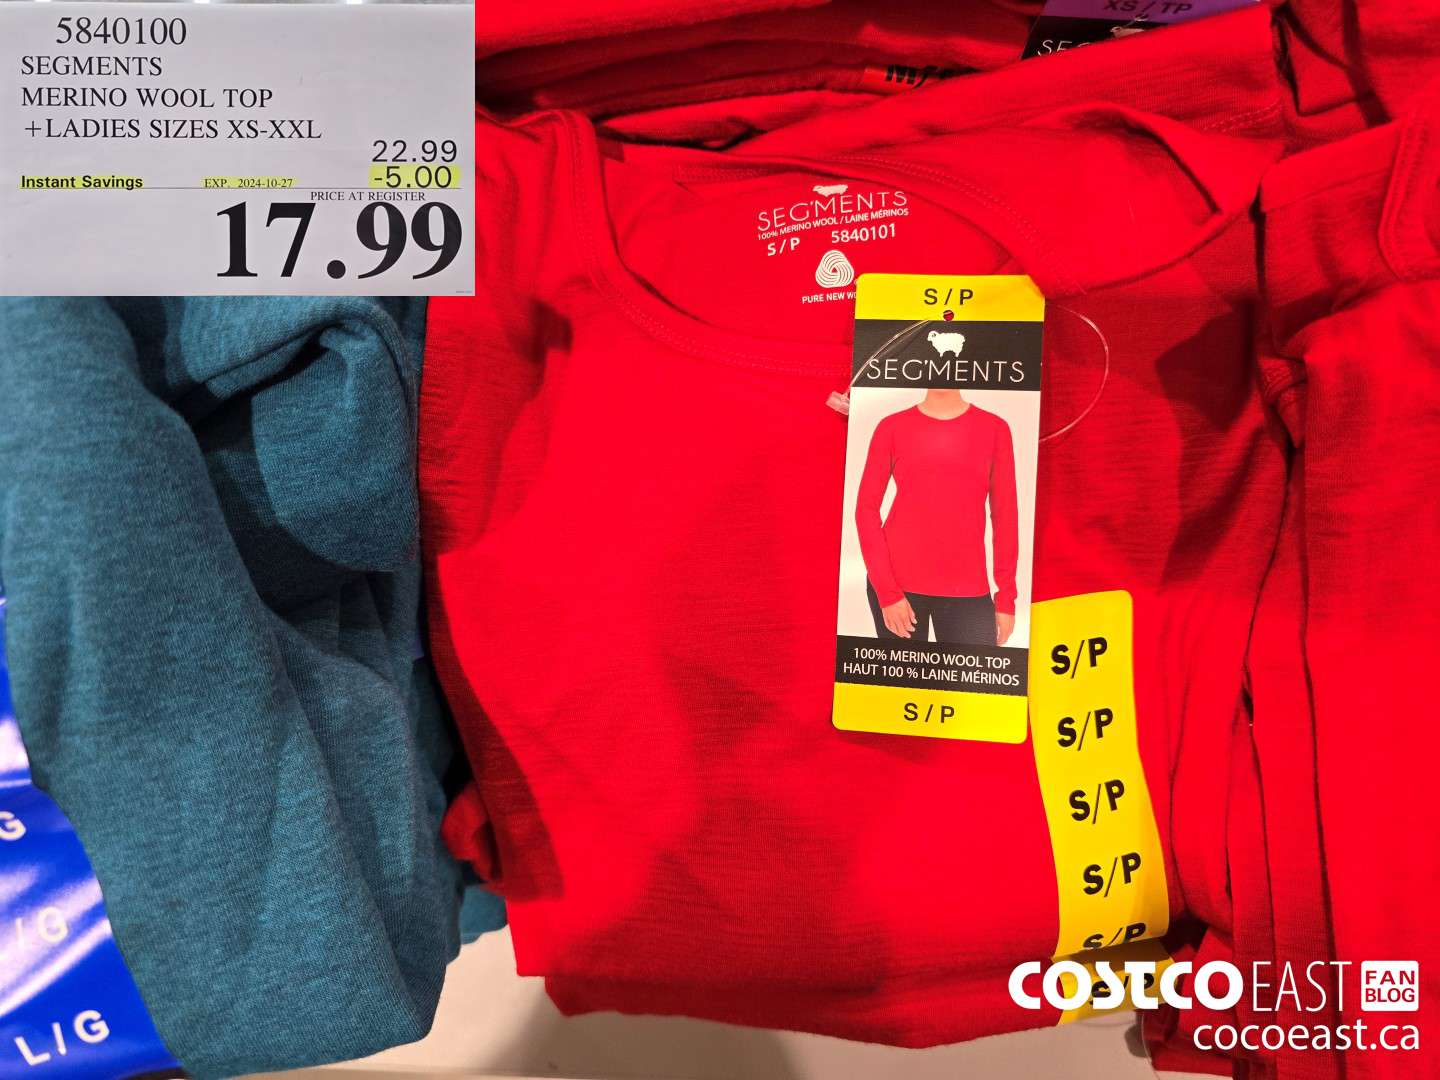 5840100
SEGMENTS
MERINO WOOL TOP
+LADIES SIZES XS-XXL
22.99
Instant Savings EXP. 2024-10-27 -5.00
PRICE AT REGISTER
17.99
XS / TP
SEG'MENTS
100% MERINO WOOL / LAINE MÉRINOS
S / P 5840101
PURE NEW
S / P
SEG'MENTS
100% MERINO WOOL TOP
HAUT 100 % LAINE MÉRINOS
S / P
S/P
S/P
S/P
S/P
S/P
S/P
G
/G
L/G
COSTCO EAST FAN BLOG
cocoeast.ca